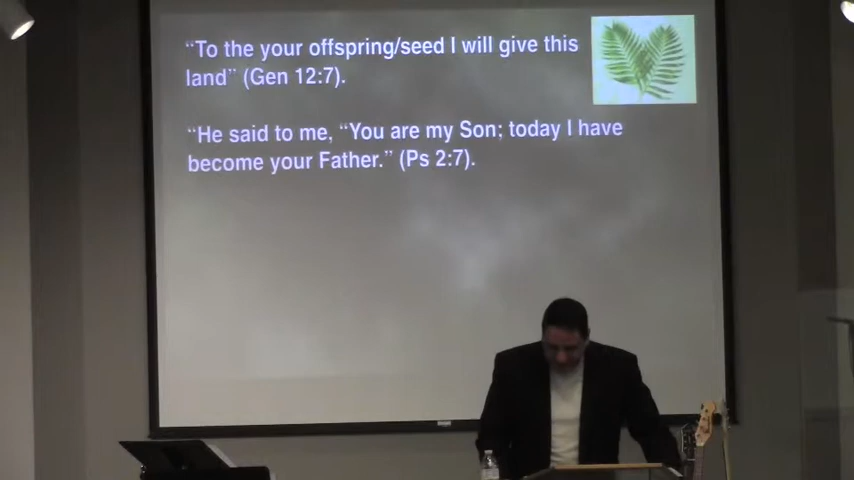 “To the your offspring/seed I will give this
land” (Gen 12:7).
“He said to me, “You are my Son; today I have
become your Father.” (Ps 2:7).